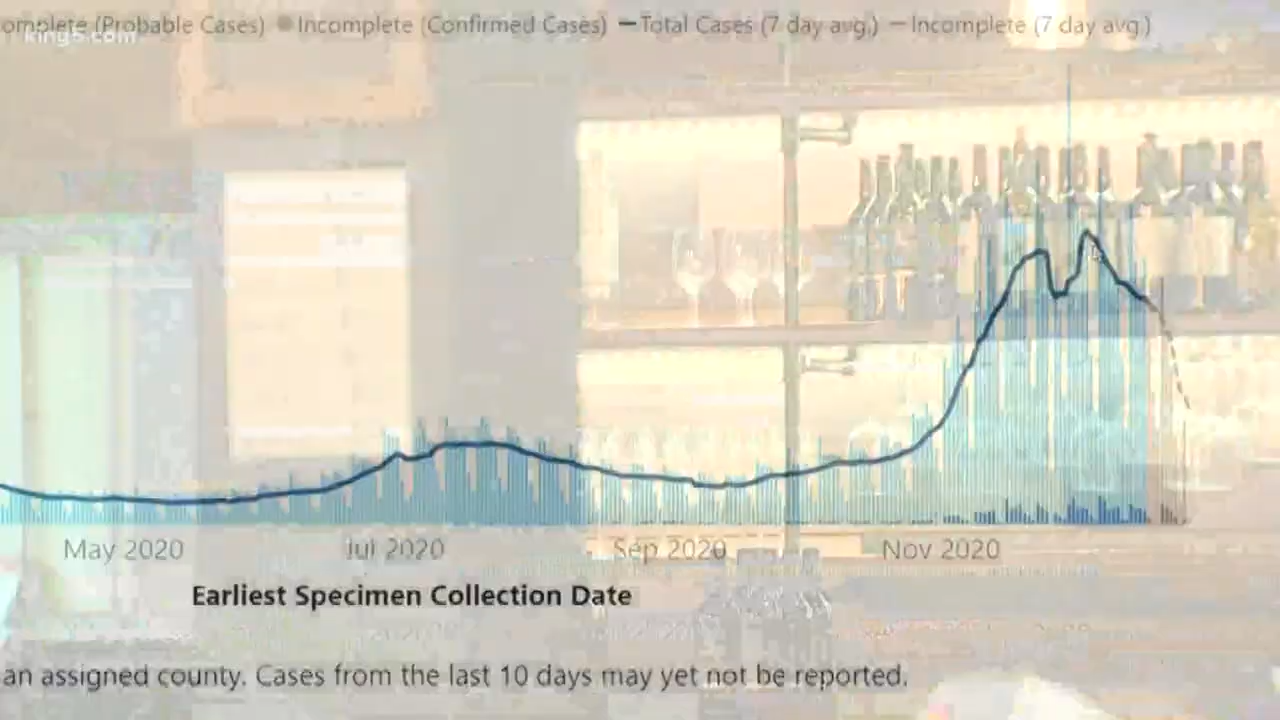 omplete (Probable Cases) Incomplete (Confirmed Cases) Total Cases (7 day avg.) Incomplete (7 day avg.)
king5.com
May 2020 Jul 2020 Sep 2020 Nov 2020
Earliest Specimen Collection Date
an assigned county. Cases from the last 10 days may yet not be reported.